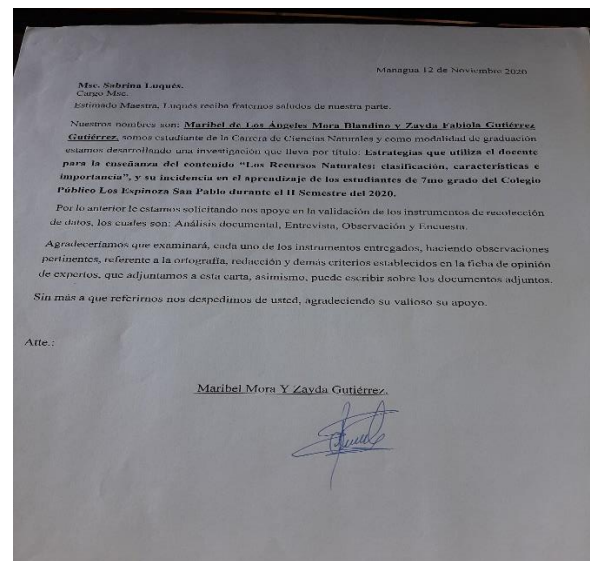 Managua 12 de Noviembre 2020
Msc. Sabrina Luqués.
Cargo Msc.
Estimado Maestra, Luqués reciba fraternos saludos de nuestra parte.
Nuestros nombres son: Maribel de Los Ángeles Mora Blandino y Zayda Fabiola Gutiérrez
Gutiérrez, somos estudiante de la Carrera de Ciencias Naturales y como modalidad de graduación
estamos desarrollando una investigación que lleva por título: Estrategias que utiliza el docente
para la enseñanza del contenido “Los Recursos Naturales: clasificación, características e
importancia”, y su incidencia en el aprendizaje de los estudiantes de 7mo grado del Colegio
Público Los Espinoza San Pablo durante el II Semestre del 2020.
Por lo anterior le estamos solicitando nos apoye en la validación de los instrumentos de recolección
de datos, los cuales son: Análisis documental, Entrevista, Observación y Encuesta.
Agradeceríamos que examinará, cada uno de los instrumentos entregados, haciendo observaciones
pertinentes, referente a la ortografía, redacción y demás criterios establecidos en la ficha de opinión
de expertos, que adjuntamos a esta carta, asimismo, puede escribir sobre los documentos adjuntos.
Sin más a que referirnos nos despedimos de usted, agradeciendo su valioso su apoyo.
Atte.:
Maribel Mora Y Zayda Gutiérrez.